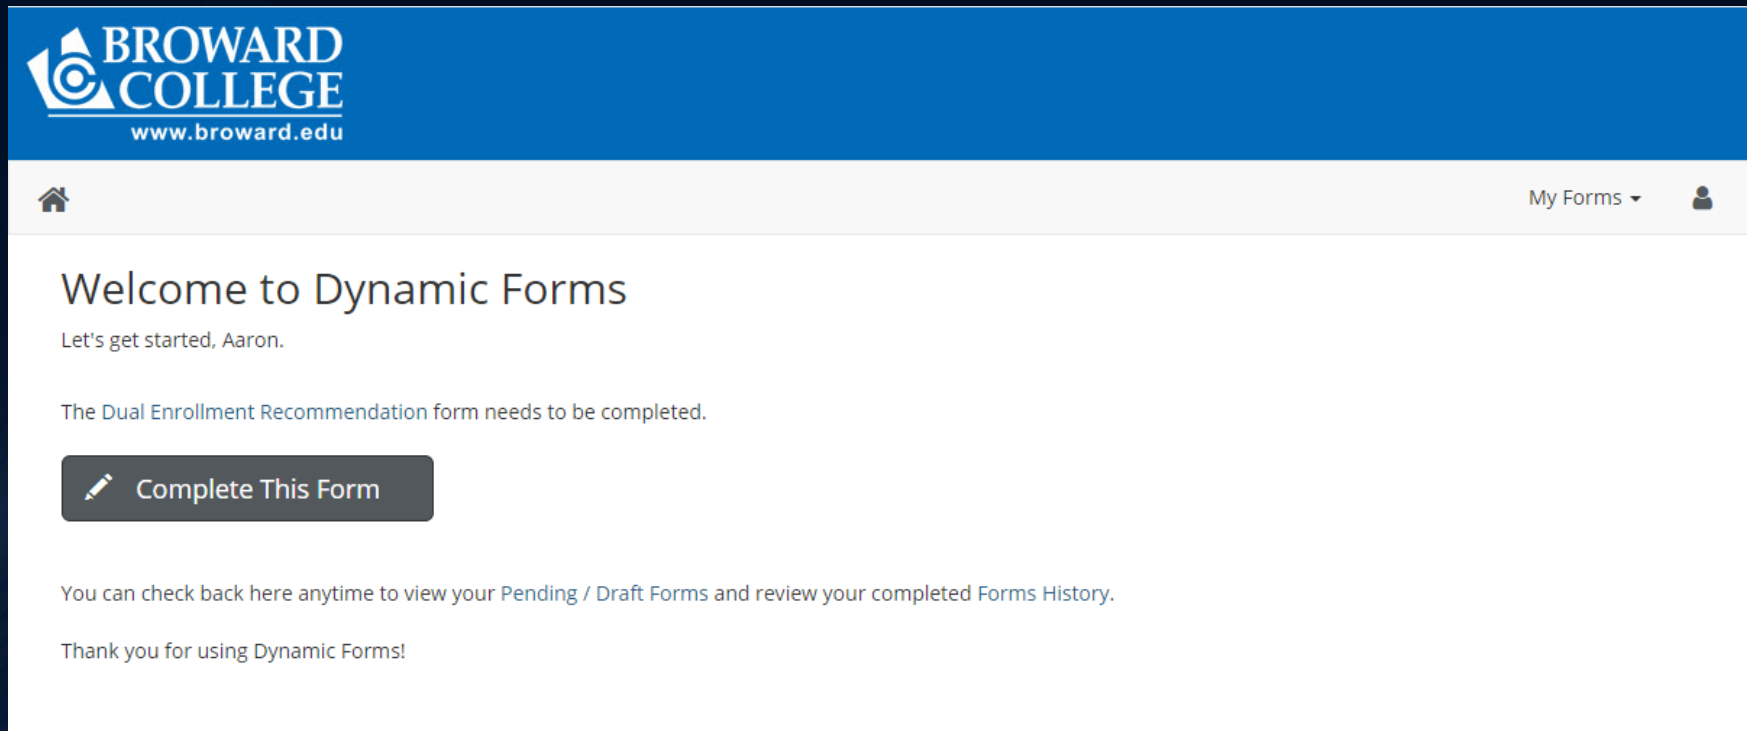 BROWARD
COLLEGE
www.broward.edu
My Forms
Welcome to Dynamic Forms
Let's get started, Aaron.
The Dual Enrollment Recommendation form needs to be completed.
Complete This Form
You can check back here anytime to view your Pending / Draft Forms and review your completed Forms History.
Thank you for using Dynamic Forms!